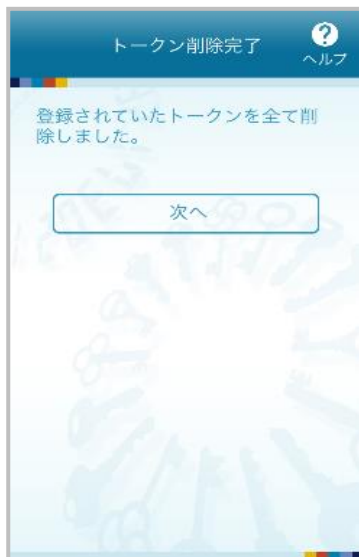 トークン削除完了
ヘルプ
登録されていたトークンを全て削
除しました。
次へ